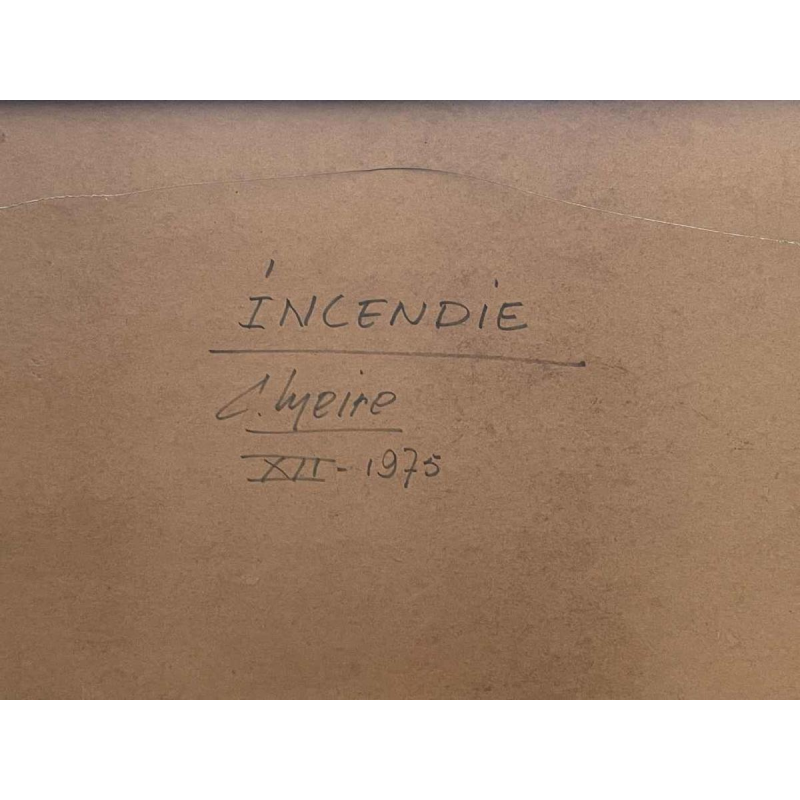 INCENDIE
C. Meire
XII - 1975